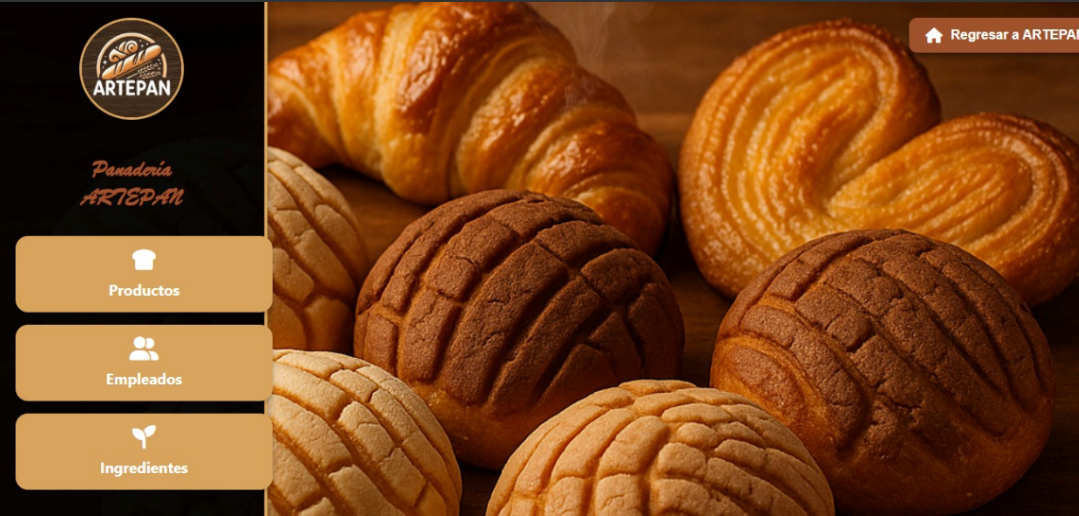 ARTEPAN
Panadería
ARTEPAN
Productos
Empleados
Ingredientes
Regresar a ARTEPAN